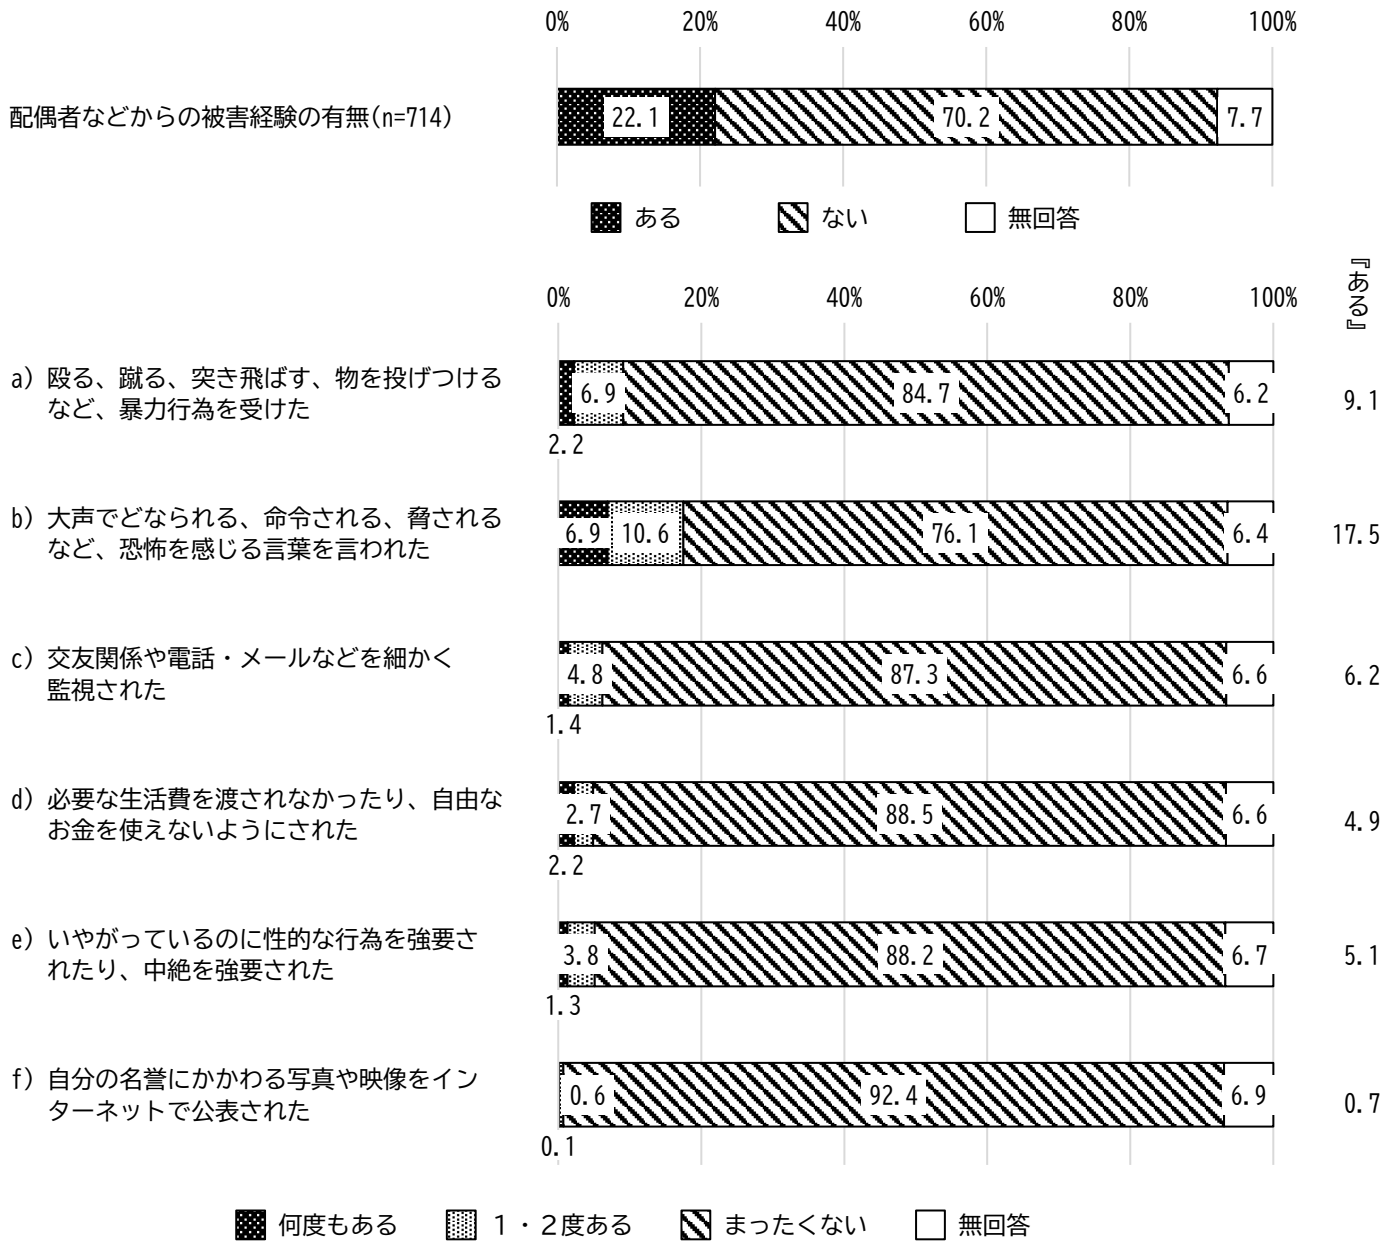 0% 20% 40% 60% 80% 100%
配偶者などからの被害経験の有無(n=714) 22.1 70.2 7.7
ある ない 無回答
『ある』
0% 20% 40% 60% 80% 100%
a) 殴る、蹴る、突き飛ばす、物を投げつける
など、暴力行為を受けた
6.9 84.7 6.2 9.1
2.2
b) 大声でどなられる、命令される、脅される
など、恐怖を感じる言葉を言われた
6.9 10.6 76.1 6.4 17.5
c) 交友関係や電話・メールなどを細かく
監視された
4.8 87.3 6.6 6.2
1.4
d) 必要な生活費を渡されなかったり、自由な
お金を使えないようにされた
2.7 88.5 6.6 4.9
2.2
e) いやがっているのに性的な行為を強要さ
れたり、中絶を強要された
3.8 88.2 6.7 5.1
1.3
f) 自分の名誉にかかわる写真や映像をイン
ターネットで公表された
0.6 92.4 6.9 0.7
0.1
何度もある １・２度ある まったくない 無回答